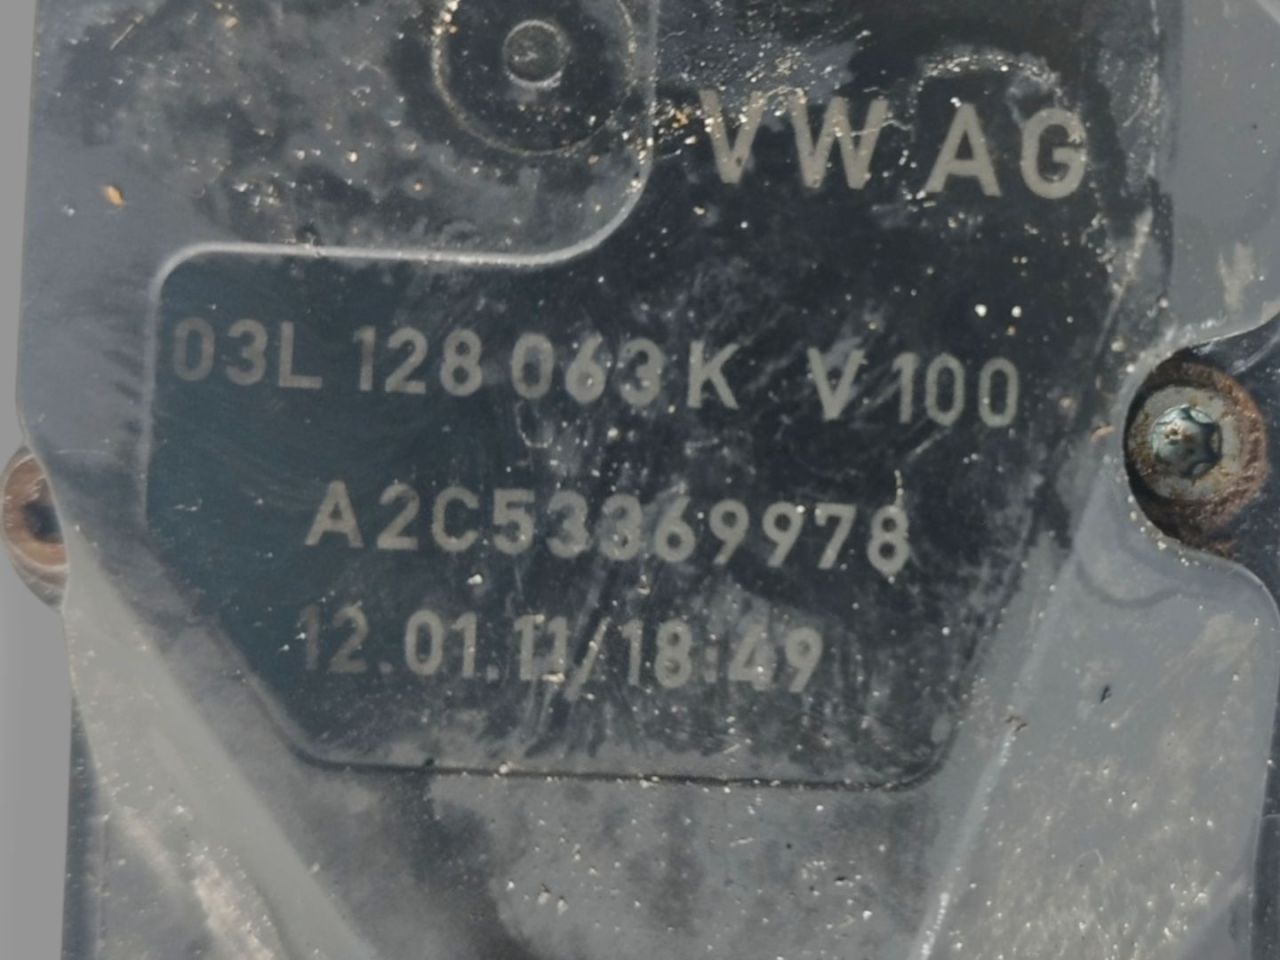 VW AG
03L 128 063 K V 100
A2C53369978
12.01.11/18:49